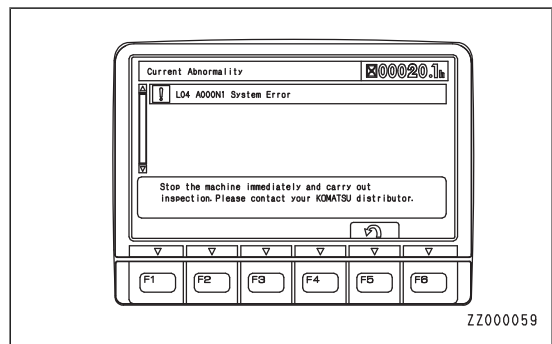 Current Abnormality
00020.1h
! L04 A000N1 System Error
Stop the machine immediately and carry out
inspection. Please contact your KOMATSU distributor.
F1 F2 F3 F4 F5 F6
ZZ000059